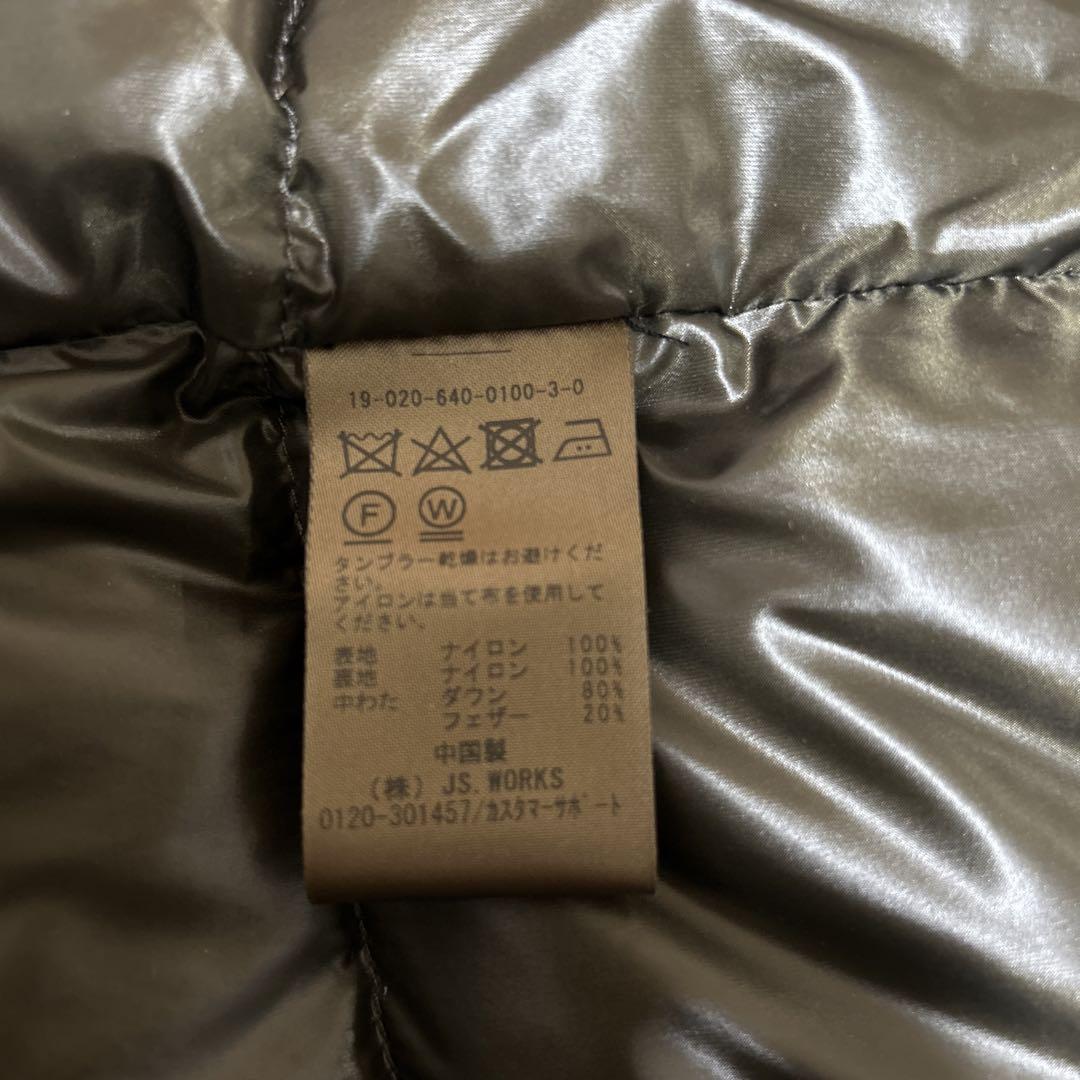 19-020-640-0100-3-0
F W
タンブラー乾燥はお避けくだ
さい。
アイロンは当て布を使用して
ください。
表地 ナイロン 100%
裏地 ナイロン 100%
中わた ダウン 80%
フェザー 20%
中国製
(株) JS.WORKS
0120-301457/カスタマーサポート